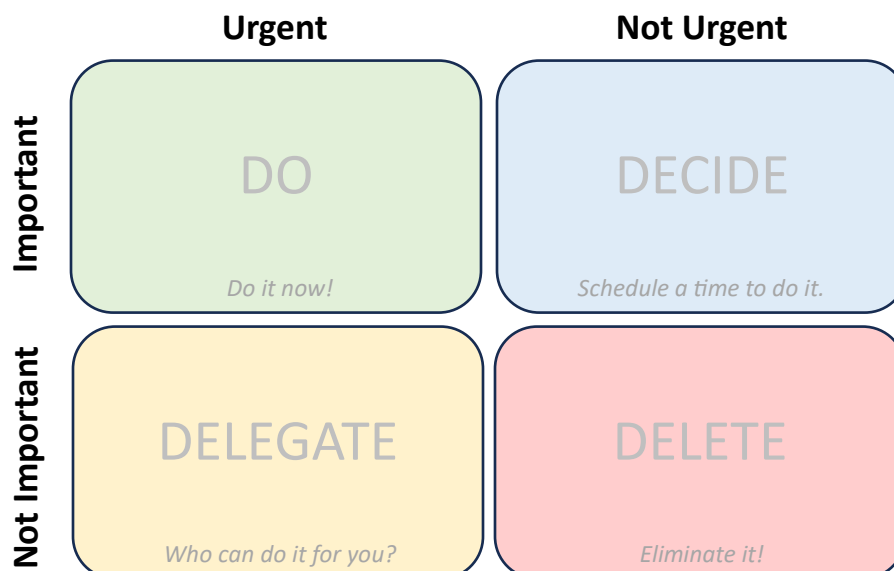 Urgent
Not Urgent
Important
DO
Do it now!
DECIDE
Schedule a time to do it.
Not Important
DELEGATE
Who can do it for you?
DELETE
Eliminate it!